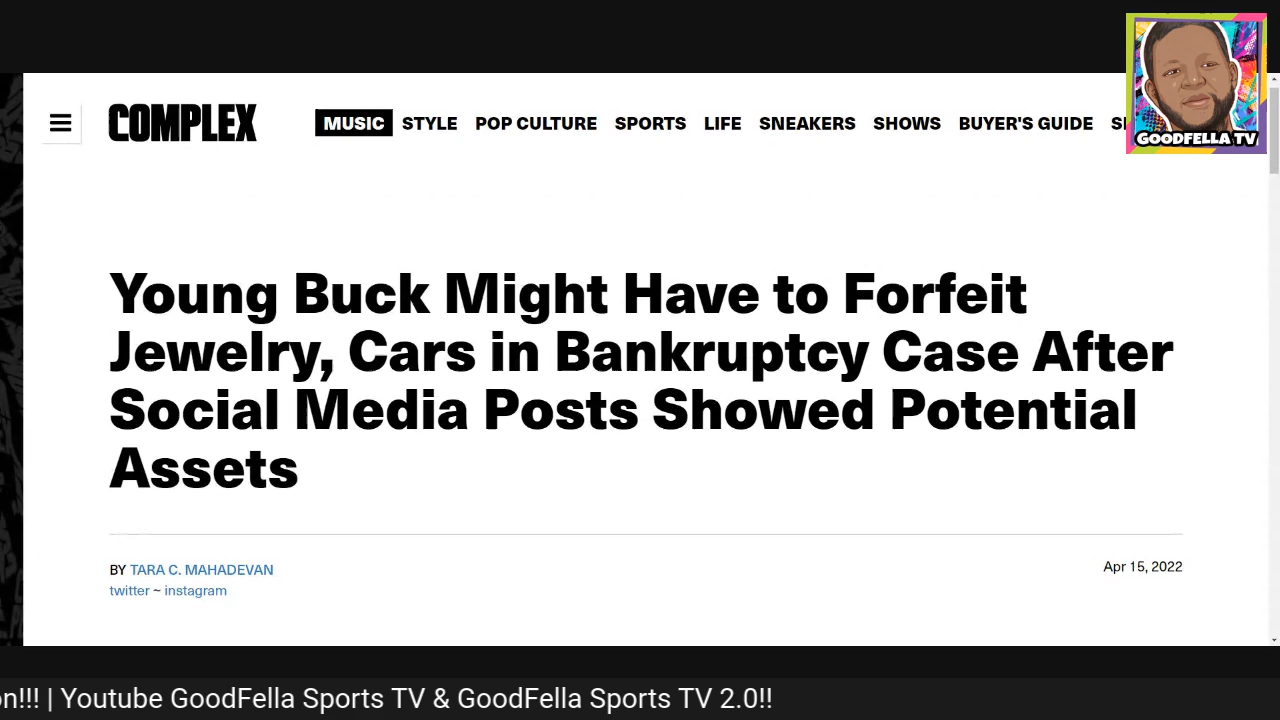 COMPLEX
MUSIC STYLE POP CULTURE SPORTS LIFE SNEAKERS SHOWS BUYER'S GUIDE
GOODFELLA TV
Young Buck Might Have to Forfeit
Jewelry, Cars in Bankruptcy Case After
Social Media Posts Showed Potential
Assets
BY TARA C. MAHADEVAN
Apr 15, 2022
twitter ~ instagram
!!! | Youtube GoodFella Sports TV & GoodFella Sports TV 2.0!!